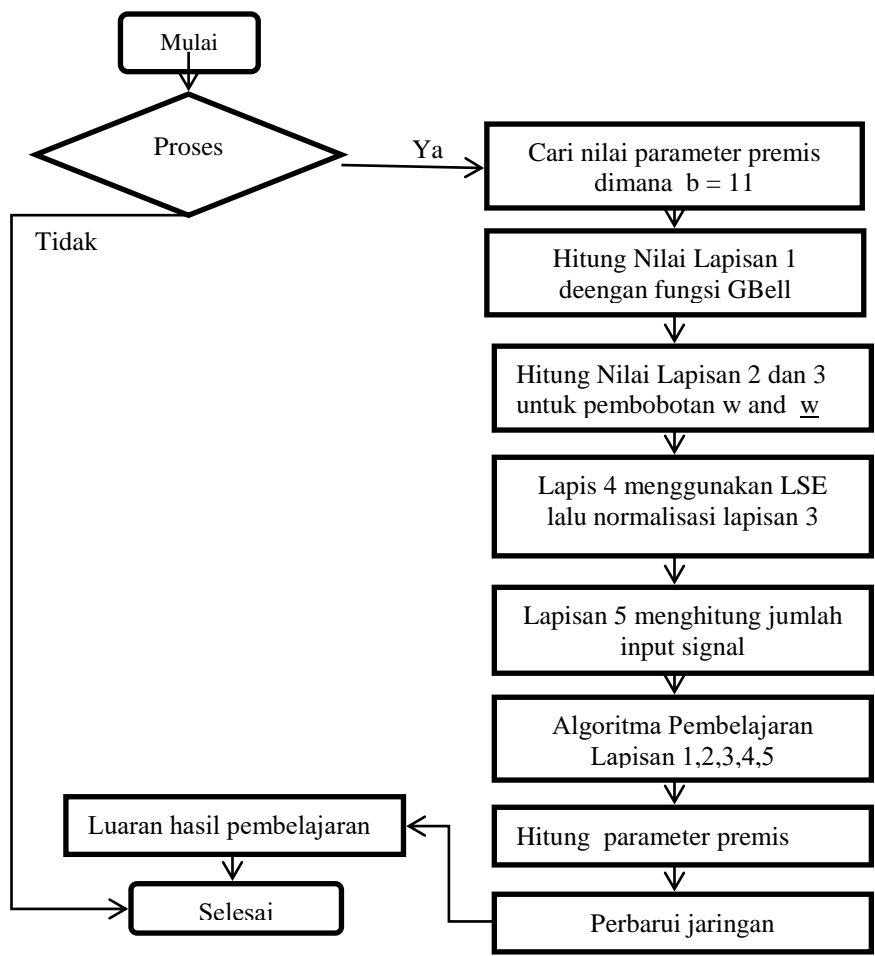 Mulai
Proses
Ya
Tidak
Cari nilai parameter premis
dimana b = 11
Hitung Nilai Lapisan 1
deengan fungsi GBell
Hitung Nilai Lapisan 2 dan 3
untuk pembobotan w and w
Lapis 4 menggunakan LSE
lalu normalisasi lapisan 3
Lapisan 5 menghitung jumlah
input signal
Algoritma Pembelajaran
Lapisan 1,2,3,4,5
Hitung parameter premis
Perbarui jaringan
Luaran hasil pembelajaran
Selesai